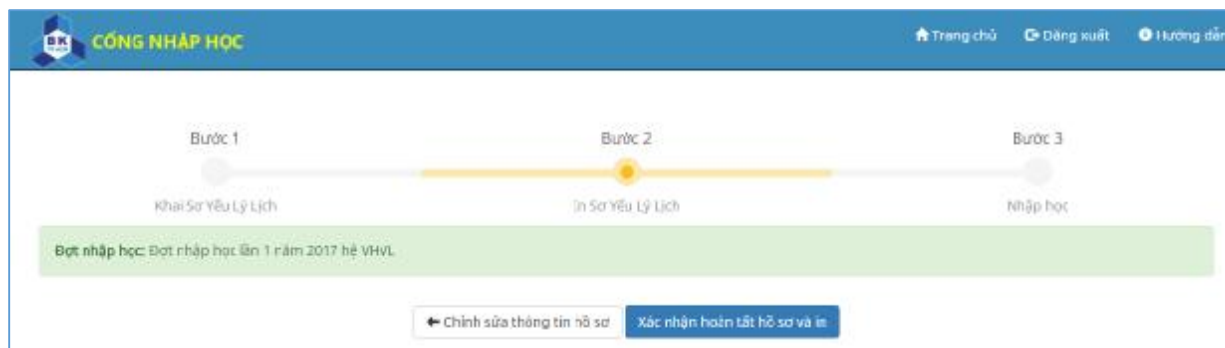 BK
CỔNG NHẬP HỌC
Trang chủ
Đăng xuất
Hướng dẫn
Bước 1
Bước 2
Bước 3
Khai Sơ Yếu Lý Lịch
In Sơ Yếu Lý Lịch
Nhập học
Đợt nhập học: Đợt nhập học lần 1 năm 2017 hệ VHVL
Chỉnh sửa thông tin hồ sơ
Xác nhận hoàn tất hồ sơ và in